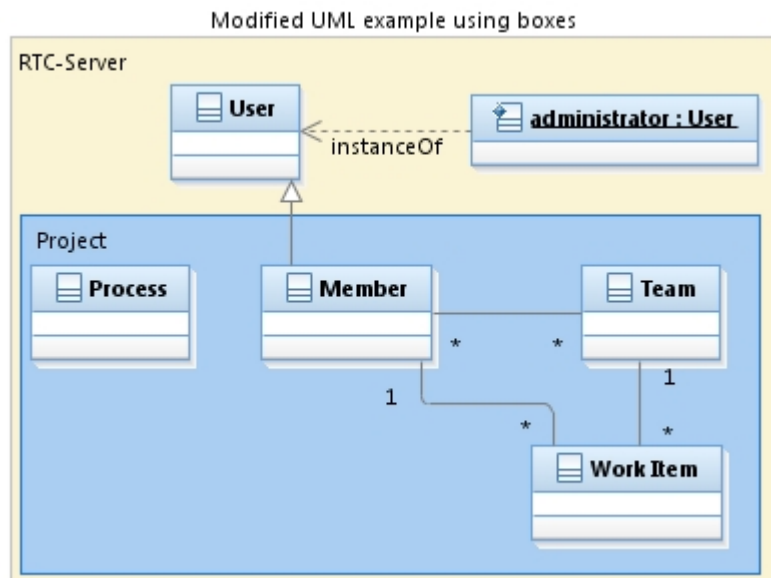 Modified UML example using boxes
RTC-Server
User
administrator : User
instanceOf
Project
Process
Member
Team
*
*
1
1
*
*
Work Item